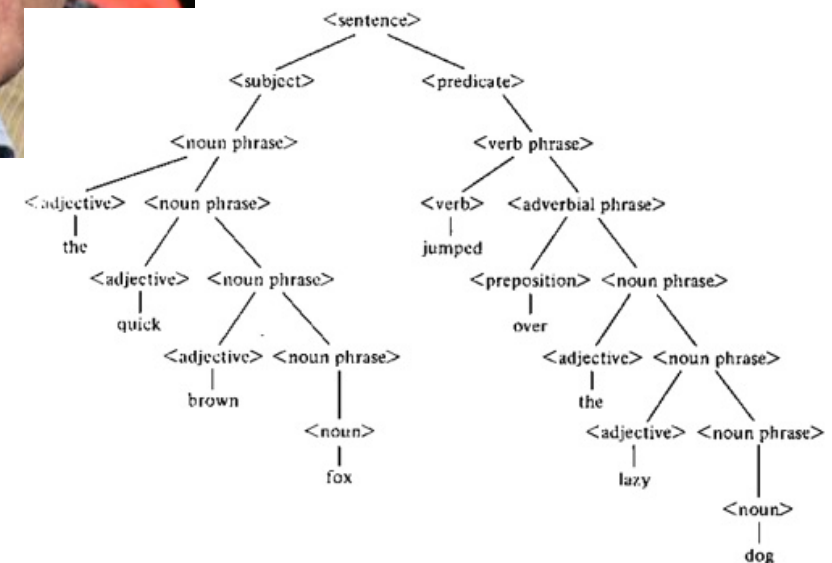 <sentence>
<subject> <predicate>
<noun phrase> <verb phrase>
<adjective> <noun phrase> <verb> <adverbial phrase>
the jumped
<adjective> <noun phrase> <preposition> <noun phrase>
quick over
<adjective> <noun phrase> <adjective> <noun phrase>
brown the
<noun> <adjective> <noun phrase>
fox lazy
<noun>
dog